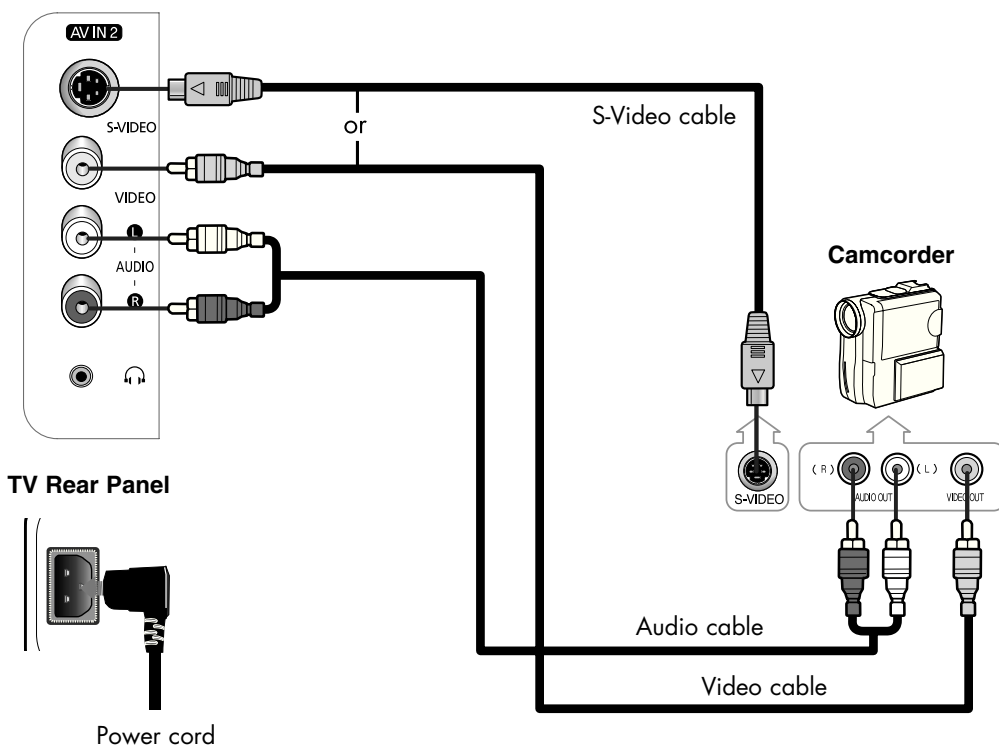 AV IN 2
S-VIDEO
or
S-Video cable
VIDEO
L
AUDIO
R
Camcorder
S-VIDEO
( R )
( L )
AUDIO OUT
VIDEO OUT
TV Rear Panel
Audio cable
Video cable
Power cord